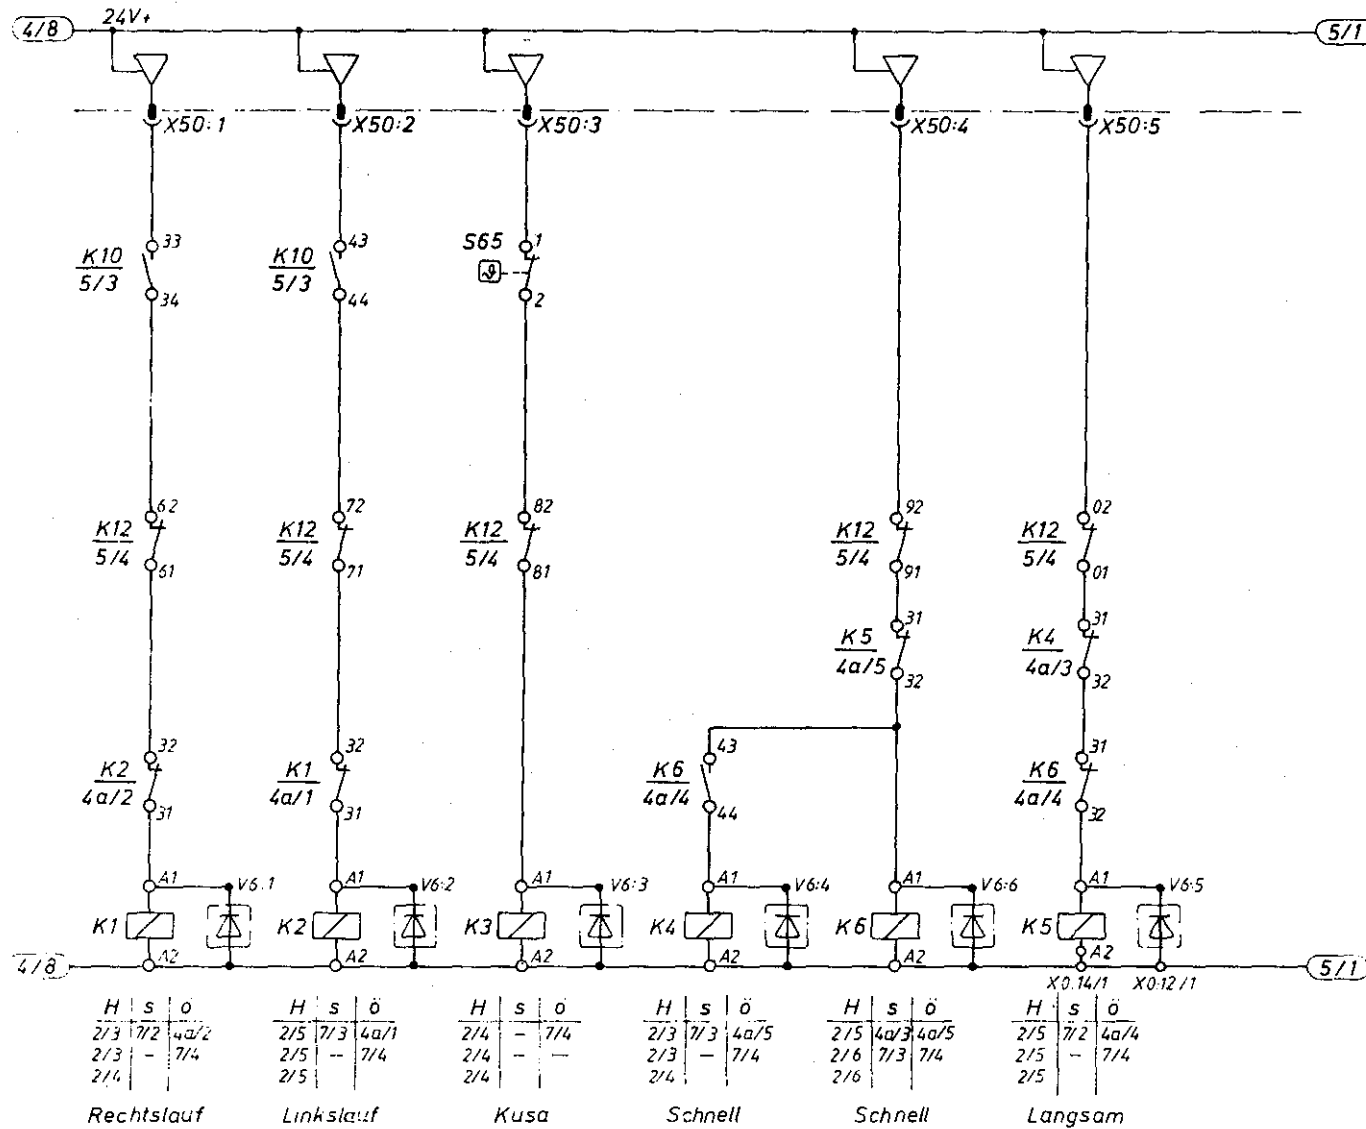 4/8 24V+ 5/1
X50:1 X50:2 X50:3 X50:4 X50:5
33 43 S65 1
K10 K10
5/3 5/3
34 44 2
62 72 82 92 02
K12 K12 K12 K12 K12
5/4 5/4 5/4 5/4 5/4
61 71 81 91 01
31 31
K5 K4
4a/5 4a/3
32 32
32 32 43 31
K2 K1 K6 K6
4a/2 4a/1 4a/4 4a/4
31 31 44 32
A1 V6:1 A1 V6:2 A1 V6:3 A1 V6:4 A1 V6:6 A1 V6:5
K1 K2 K3 K4 K6 K5
A2 A2 A2 A2 A2 A2
4/8 5/1
X0:14/1 X0:12/1
H s ö H s ö H s ö H s ö H s ö H s ö
2/3 7/2 4a/2 2/5 7/3 4a/1 2/4 – 7/4 2/3 7/3 4a/5 2/5 4a/3 4a/5 2/5 7/2 4a/4
2/3 – 7/4 2/5 – 7/4 2/4 – – 2/3 – 7/4 2/6 7/3 7/4 2/5 – 7/4
2/4 2/5 2/4 2/4 2/6 2/5
Rechtslauf Linkslauf Kusa Schnell Schnell Langsam